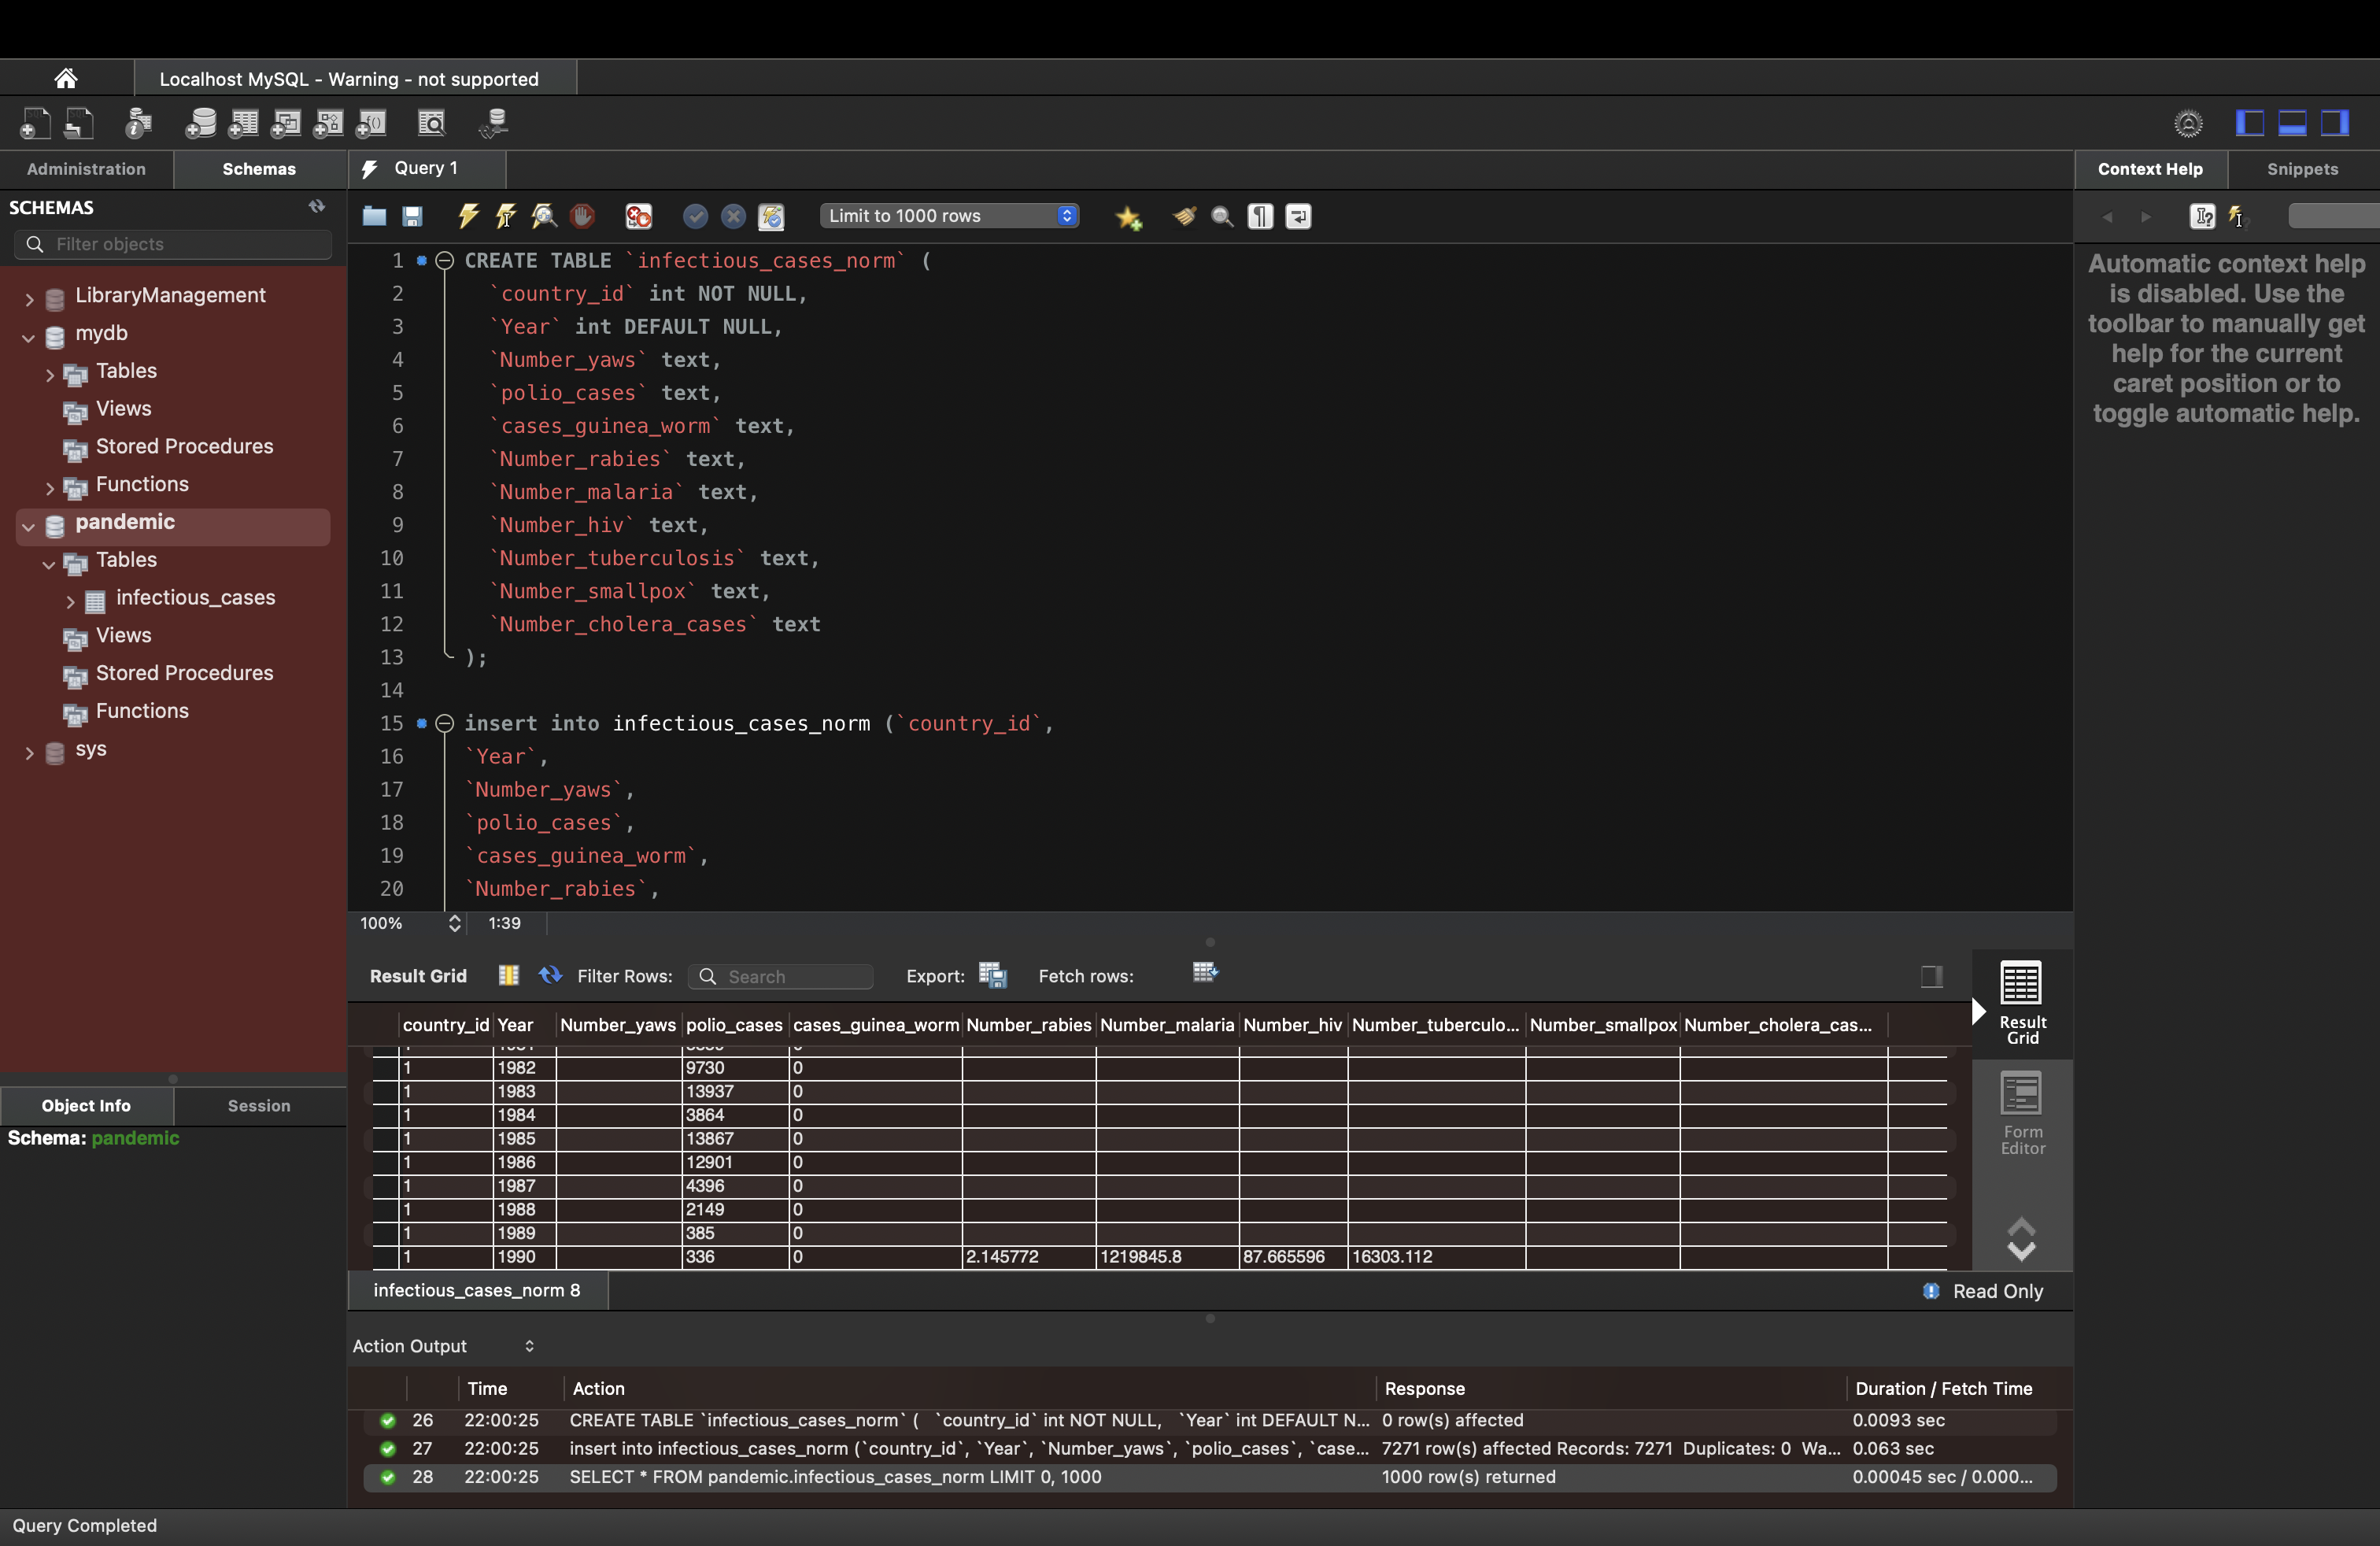 Localhost MySQL - Warning - not supported
Administration
Schemas
Query 1
Context Help
Snippets
SCHEMAS
Filter objects
Limit to 1000 rows
LibraryManagement
mydb
Tables
Views
Stored Procedures
Functions
pandemic
Tables
infectious_cases
Views
Stored Procedures
Functions
sys
1 CREATE TABLE `infectious_cases_norm` (
2 `country_id` int NOT NULL,
3 `Year` int DEFAULT NULL,
4 `Number_yaws` text,
5 `polio_cases` text,
6 `cases_guinea_worm` text,
7 `Number_rabies` text,
8 `Number_malaria` text,
9 `Number_hiv` text,
10 `Number_tuberculosis` text,
11 `Number_smallpox` text,
12 `Number_cholera_cases` text
13 );
14
15 insert into infectious_cases_norm (`country_id`,
16 `Year`,
17 `Number_yaws`,
18 `polio_cases`,
19 `cases_guinea_worm`,
20 `Number_rabies`,
Automatic context help
is disabled. Use the
toolbar to manually get
help for the current
caret position or to
toggle automatic help.
100% 1:39
Result Grid Filter Rows: Search Export: Fetch rows:
country_id Year Number_yaws polio_cases cases_guinea_worm Number_rabies Number_malaria Number_hiv Number_tuberculo... Number_smallpox Number_cholera_cas...
1 1982 9730 0
1 1983 13937 0
1 1984 3864 0
1 1985 13867 0
1 1986 12901 0
1 1987 4396 0
1 1988 2149 0
1 1989 385 0
1 1990 336 0 2.145772 1219845.8 87.665596 16303.112
Result
Grid
Form
Editor
infectious_cases_norm 8
Read Only
Object Info
Session
Schema: pandemic
Action Output
Time Action Response Duration / Fetch Time
26 22:00:25 CREATE TABLE `infectious_cases_norm` ( `country_id` int NOT NULL, `Year` int DEFAULT N... 0 row(s) affected 0.0093 sec
27 22:00:25 insert into infectious_cases_norm (`country_id`, `Year`, `Number_yaws`, `polio_cases`, `case... 7271 row(s) affected Records: 7271 Duplicates: 0 Wa... 0.063 sec
28 22:00:25 SELECT * FROM pandemic.infectious_cases_norm LIMIT 0, 1000 1000 row(s) returned 0.00045 sec / 0.000...
Query Completed